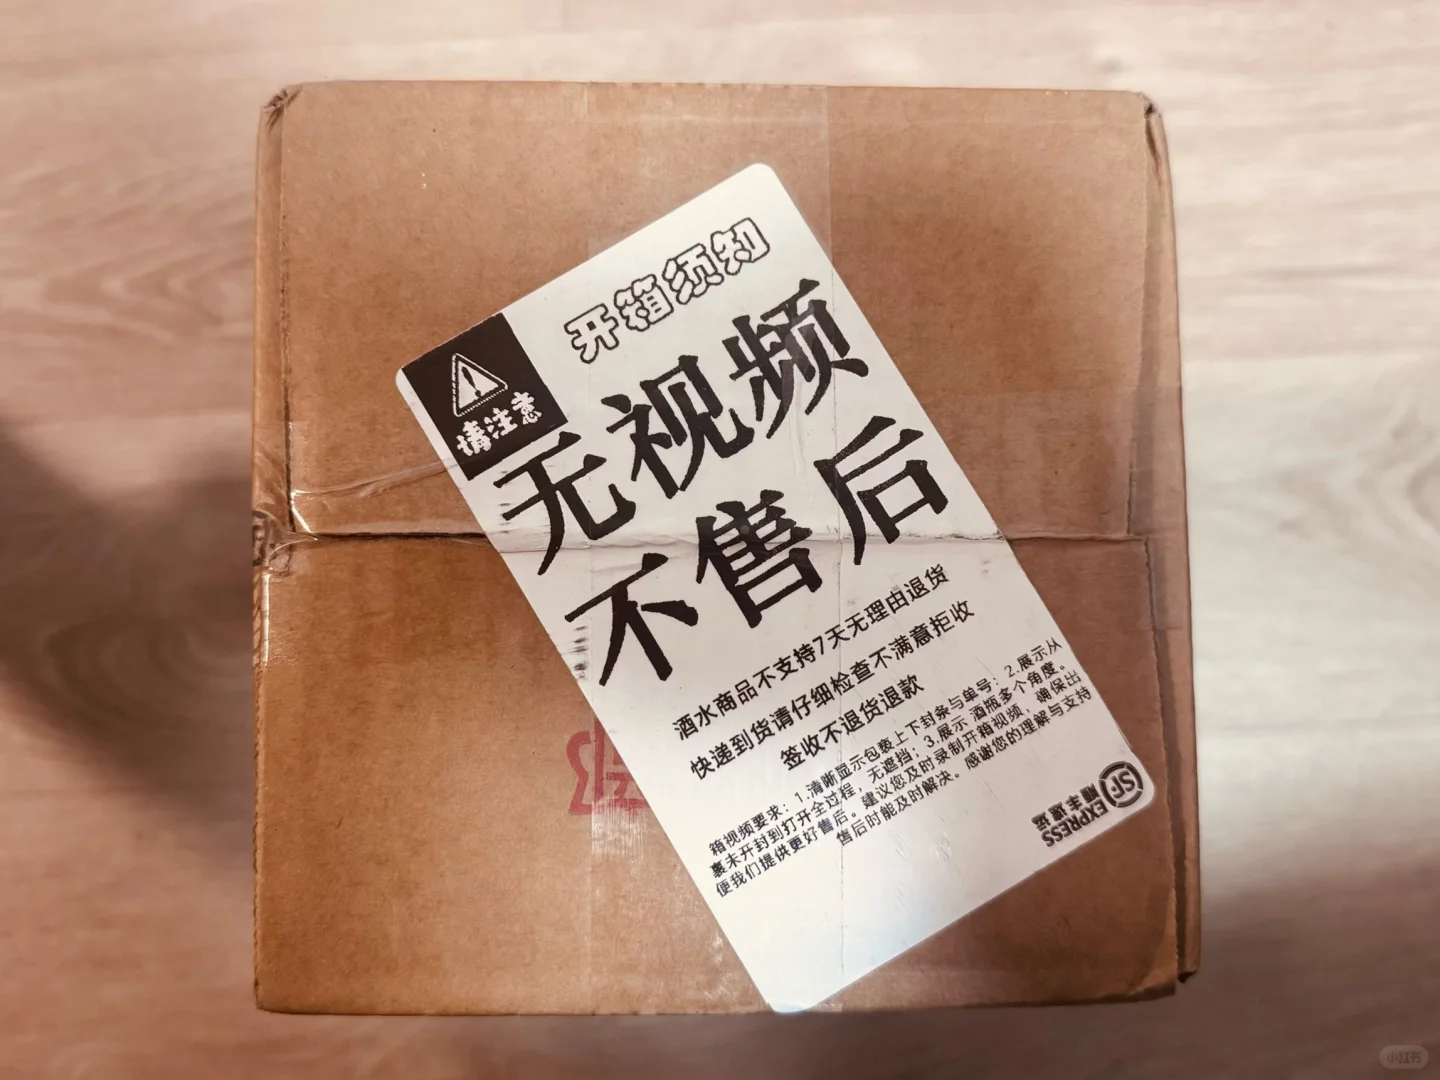 开箱须知
请注意
无视频
不售后
酒水商品不支持7天无理由退货
快递到货请仔细检查不满意拒收
签收不退货退款
箱视频要求：1.清晰显示包裹上下封条与单号：2.展示从
裹未开封到打开全过程，无遮挡；3.展示 酒瓶多个角度。
便我们提供更好售后。建议您及时录制开箱视频，确保出
售后时能及时解决。感谢您的理解与支持
SF
EXPRESS
顺丰速运
小红书